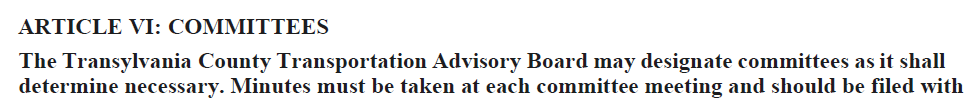 ARTICLE VI: COMMITTEES
The Transylvania County Transportation Advisory Board may designate committees as it shall
determine necessary. Minutes must be taken at each committee meeting and should be filed with